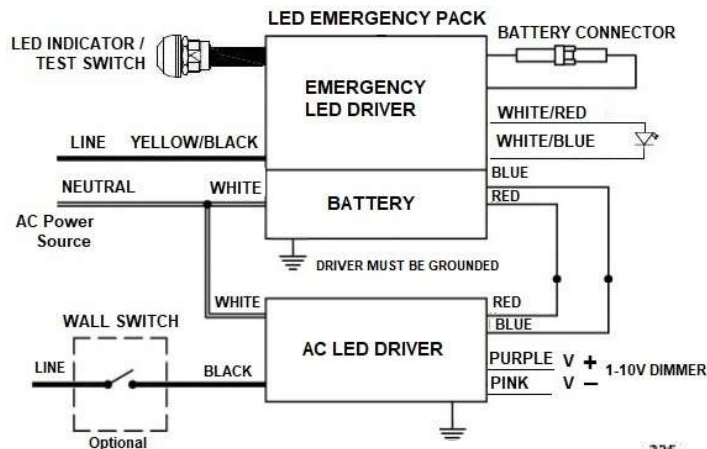 LED EMERGENCY PACK
LED INDICATOR /
TEST SWITCH
BATTERY CONNECTOR
EMERGENCY
LED DRIVER
WHITE/RED
WHITE/BLUE
LINE YELLOW/BLACK
BLUE
NEUTRAL WHITE
BATTERY
RED
AC Power
Source
DRIVER MUST BE GROUNDED
WHITE
RED
WALL SWITCH
BLUE
AC LED DRIVER
LINE
BLACK
PURPLE V + 1-10V DIMMER
PINK V –
Optional